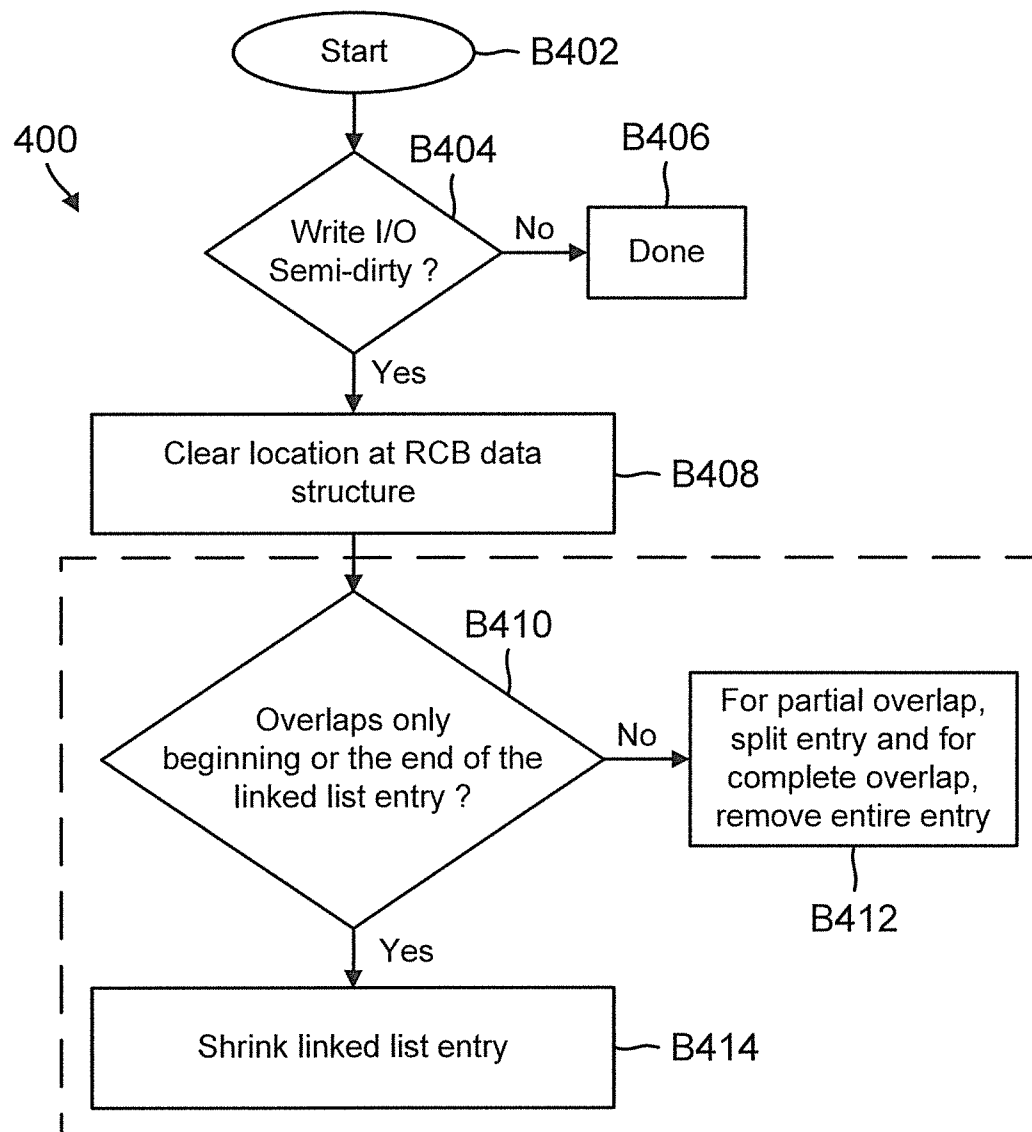 Start
B402
400
B404
B406
Write I/O
Semi-dirty ?
No
Done
Yes
Clear location at RCB data
structure
B408
B410
Overlaps only
beginning or the end of the
linked list entry ?
No
For partial overlap,
split entry and for
complete overlap,
remove entire entry
B412
Yes
Shrink linked list entry
B414